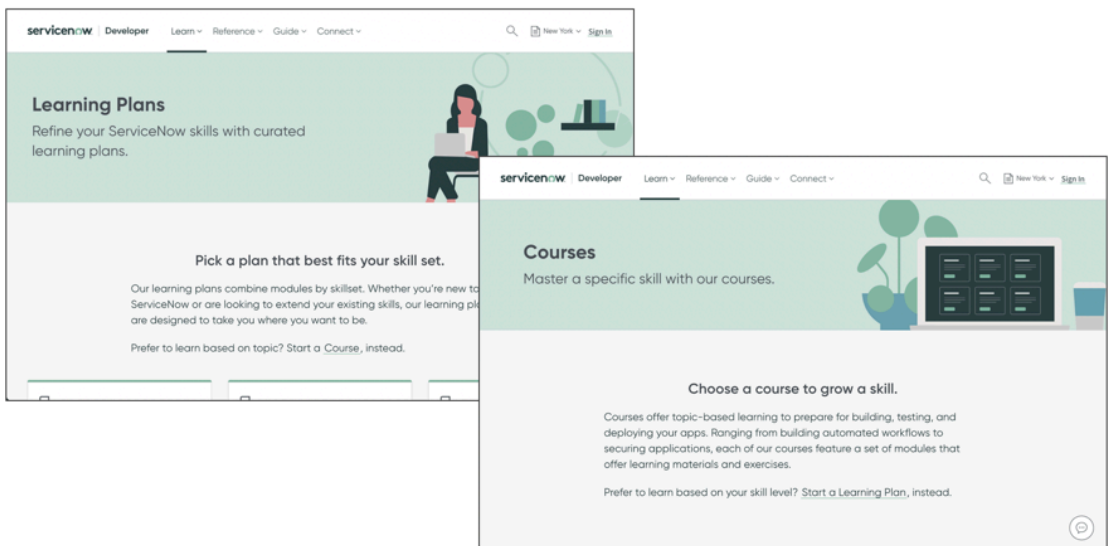 servicenow Developer Learn Reference Guide Connect New York Sign In
Learning Plans
Refine your ServiceNow skills with curated
learning plans.
Pick a plan that best fits your skill set.
Our learning plans combine modules by skillset. Whether you're new to
ServiceNow or are looking to extend your existing skills, our learning
are designed to take you where you want to be.
Prefer to learn based on topic? Start a Course, instead.
servicenow Developer Learn Reference Guide Connect New York Sign In
Courses
Master a specific skill with our courses.
Choose a course to grow a skill.
Courses offer topic-based learning to prepare for building, testing, and
deploying your apps. Ranging from building automated workflows to
securing applications, each of our courses feature a set of modules that
offer learning materials and exercises.
Prefer to learn based on your skill level? Start a Learning Plan, instead.